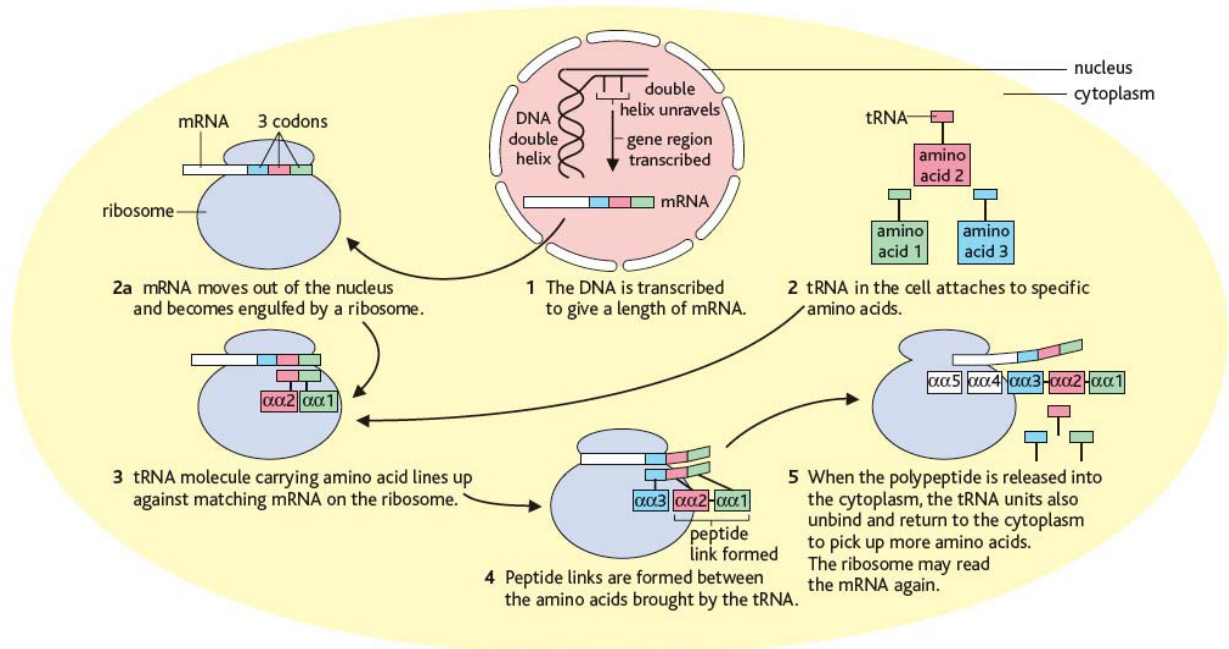 nucleus
cytoplasm
DNA
double
helix
double
helix unravels
gene region
transcribed
mRNA
1 The DNA is transcribed
to give a length of mRNA.
mRNA
3 codons
ribosome
2a mRNA moves out of the nucleus
and becomes engulfed by a ribosome.
tRNA
amino
acid 2
amino
acid 1
amino
acid 3
2 tRNA in the cell attaches to specific
amino acids.
αα2
αα1
3 tRNA molecule carrying amino acid lines up
against matching mRNA on the ribosome.
αα3
αα2
αα1
peptide
link formed
4 Peptide links are formed between
the amino acids brought by the tRNA.
αα5
αα4
αα3
αα2
αα1
5 When the polypeptide is released into
the cytoplasm, the tRNA units also
unbind and return to the cytoplasm
to pick up more amino acids.
The ribosome may read
the mRNA again.